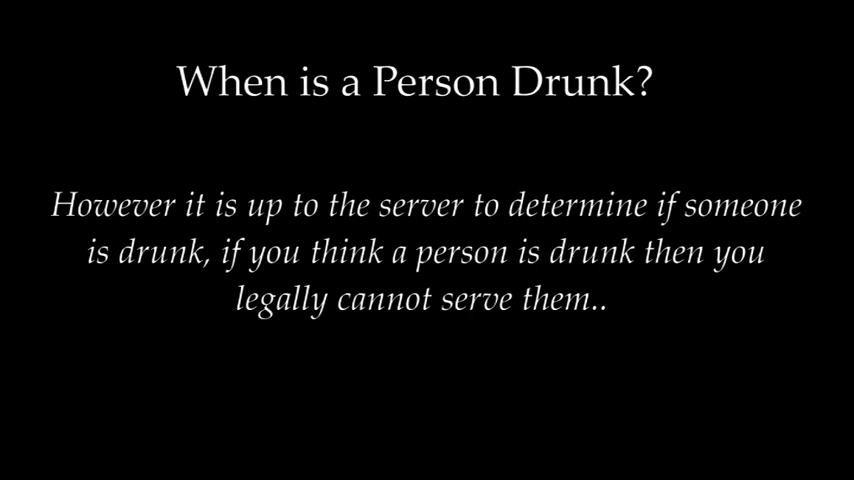 When is a Person Drunk?
However it is up to the server to determine if someone
is drunk, if you think a person is drunk then you
legally cannot serve them..